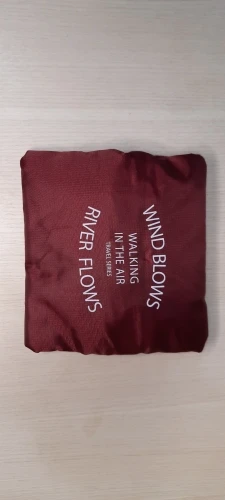 WIND BLOWS
WALKING
IN THE AIR
TRAVEL SERIES
RIVER FLOWS